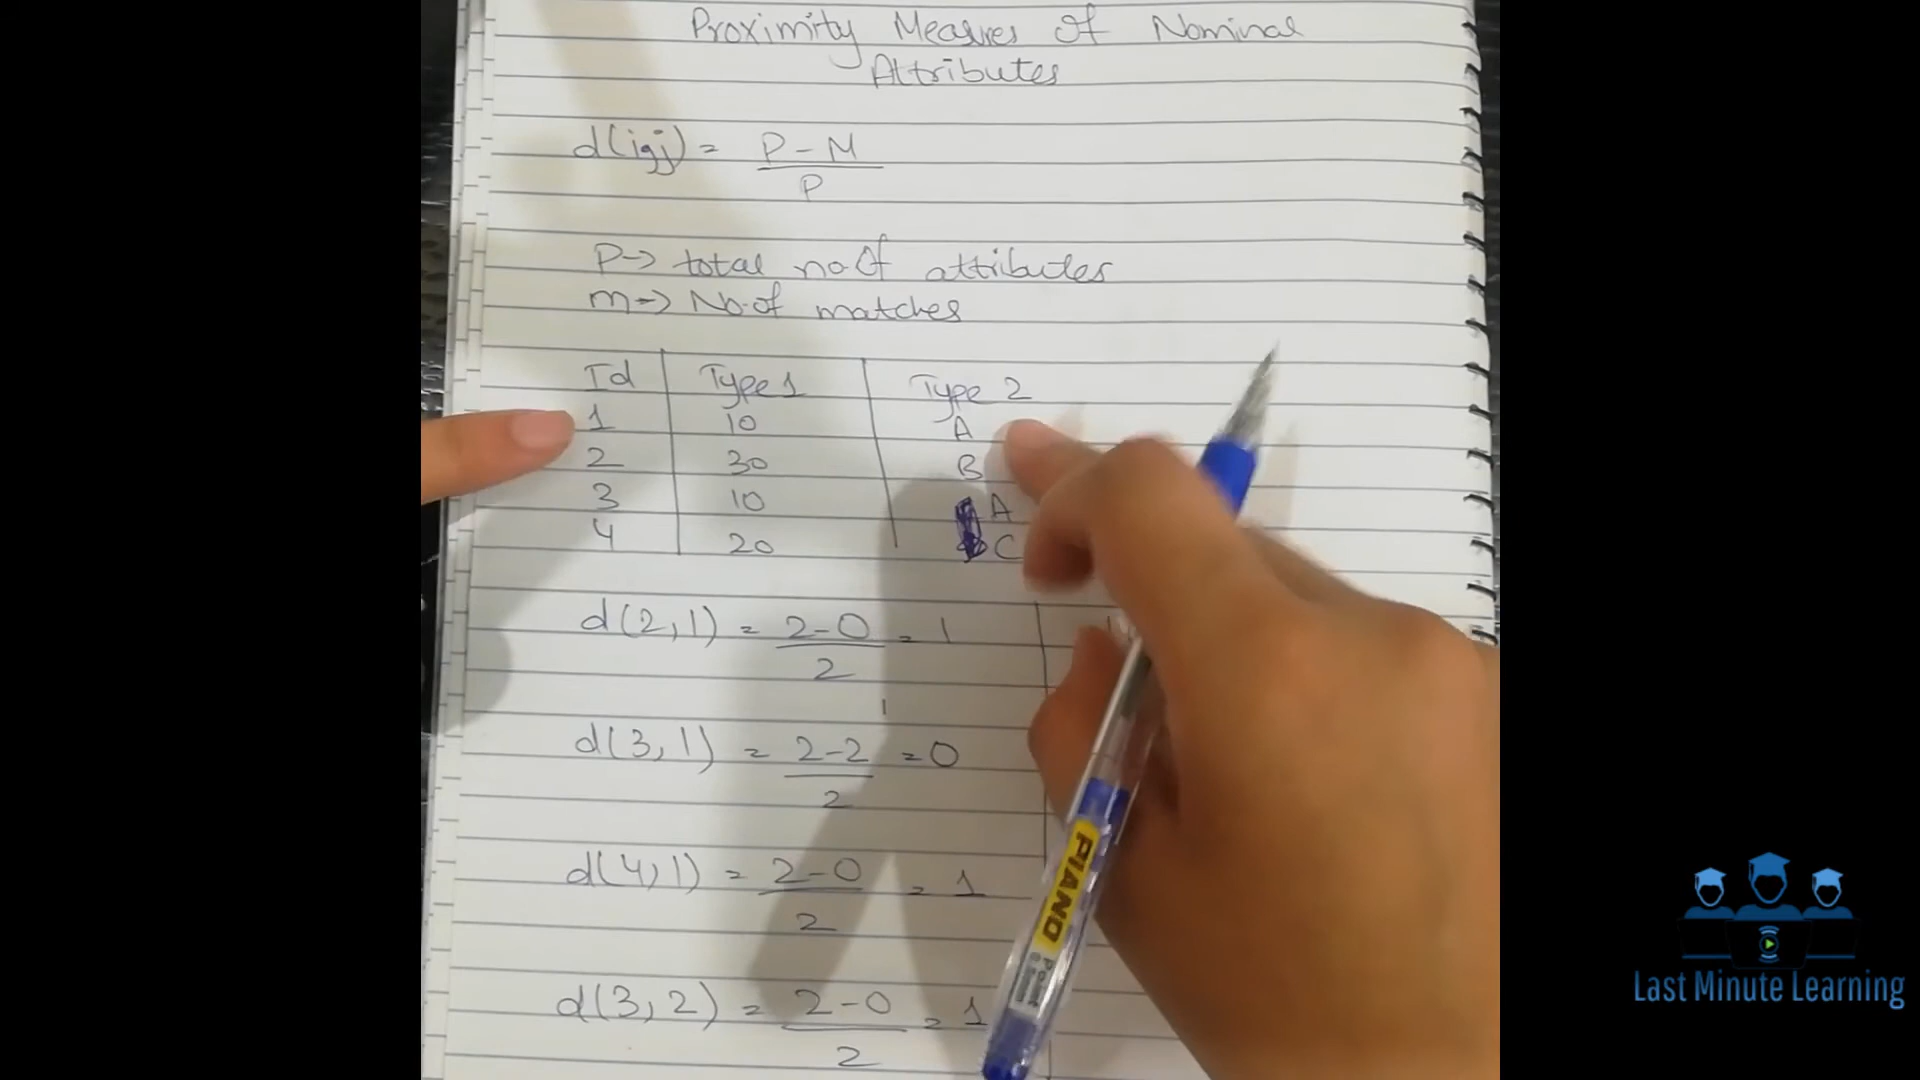 Proximity Measures Of Nominal
Attributes
d(i,j) = P - M
P
P -> total no.Of attributes
m -> No.of matches
Id Type 1 Type 2
1 10 A
2 30 B
3 10 A
4 20 C
d(2,1) = 2-0 = 1
2
d(3,1) = 2-2 = 0
2
d(4,1) = 2-0 = 1
2
d(3,2) = 2-0 = 1
2
PIANO
Point
Last Minute Learning